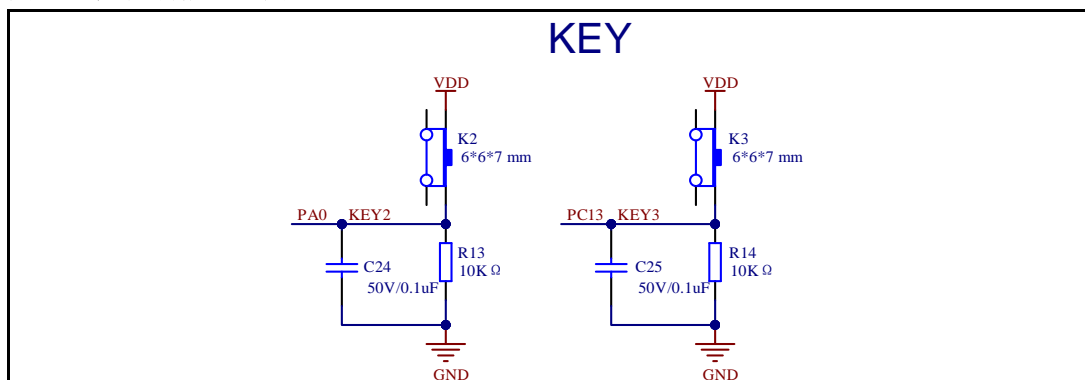 KEY
VDD
VDD
K2
6*6*7 mm
K3
6*6*7 mm
PA0 KEY2
PC13 KEY3
R13
10K Ω
R14
10K Ω
C24
50V/0.1uF
C25
50V/0.1uF
GND
GND